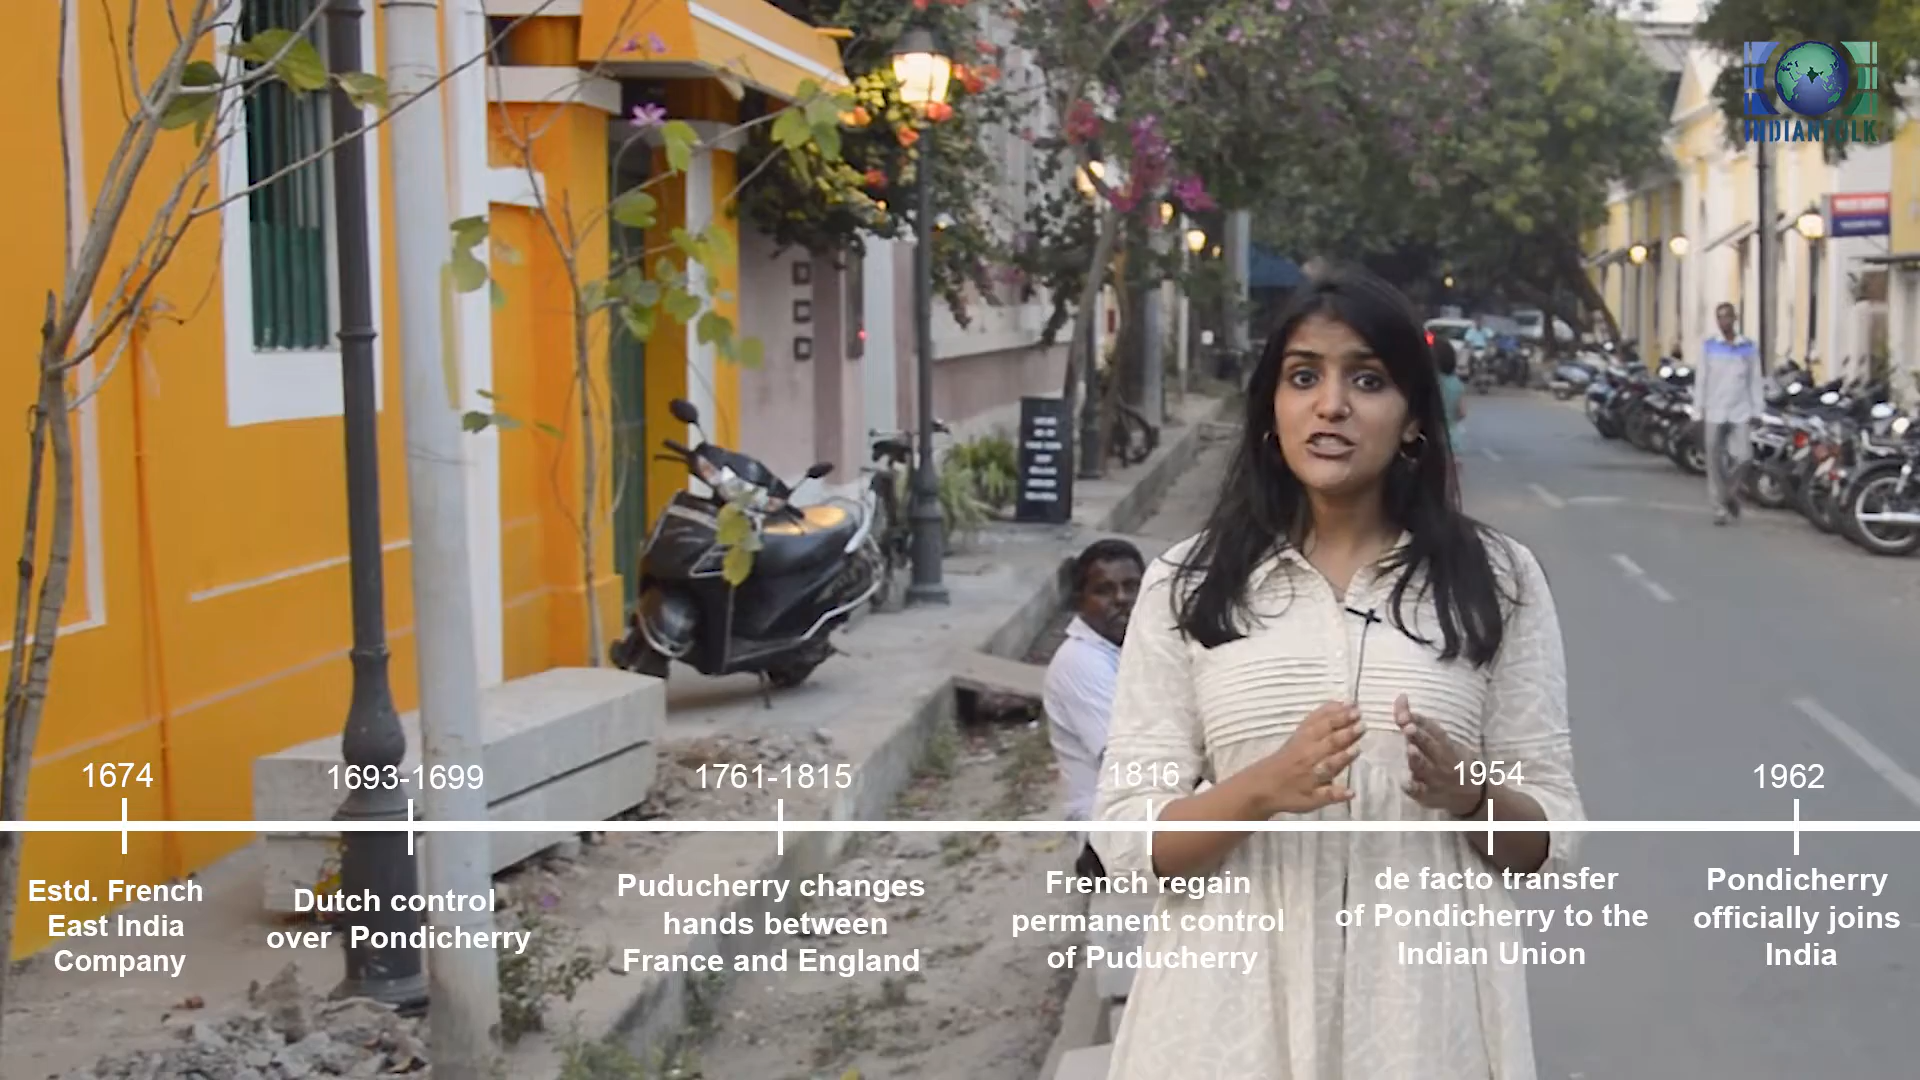 INDIANFOLK
1674
1693-1699
1761-1815
1816
1954
1962
Estd. French
East India
Company
Dutch control
over Pondicherry
Puducherry changes
hands between
France and England
French regain
permanent control
of Puducherry
de facto transfer
of Pondicherry to the
Indian Union
Pondicherry
officially joins
India